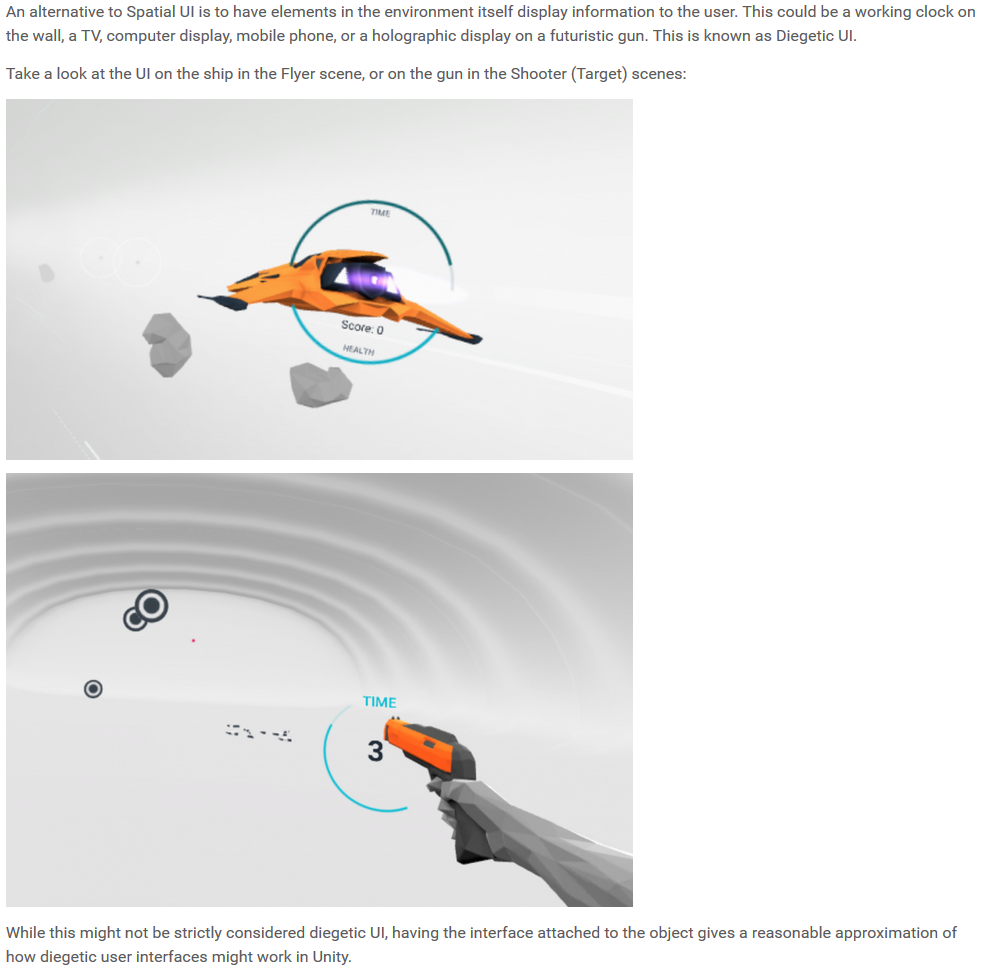 An alternative to Spatial UI is to have elements in the environment itself display information to the user. This could be a working clock on
the wall, a TV, computer display, mobile phone, or a holographic display on a futuristic gun. This is known as Diegetic UI.
Take a look at the UI on the ship in the Flyer scene, or on the gun in the Shooter (Target) scenes:
TIME
Score: 0
HEALTH
TIME
3
While this might not be strictly considered diegetic UI, having the interface attached to the object gives a reasonable approximation of
how diegetic user interfaces might work in Unity.